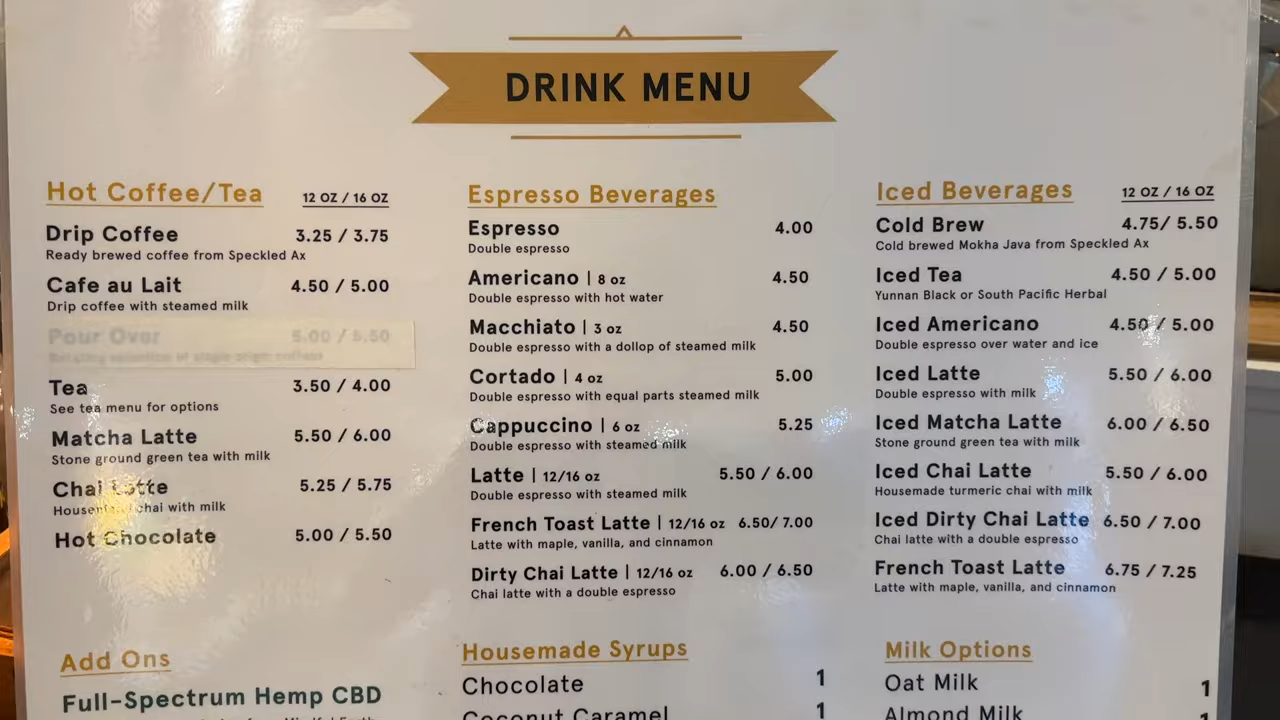 DRINK MENU
Hot Coffee/Tea 12 OZ / 16 OZ
Drip Coffee 3.25 / 3.75
Ready brewed coffee from Speckled Ax
Cafe au Lait 4.50 / 5.00
Drip coffee with steamed milk
Pour Over 5.00 / 5.50
Rotating selection of single origin coffees
Tea 3.50 / 4.00
See tea menu for options
Matcha Latte 5.50 / 6.00
Stone ground green tea with milk
Chai Latte 5.25 / 5.75
chai with milk
Hot Chocolate 5.00 / 5.50
Add Ons
Full-Spectrum Hemp CBD
Espresso Beverages
Espresso 4.00
Double espresso
Americano | 8 oz 4.50
Double espresso with hot water
Macchiato | 3 oz 4.50
Double espresso with a dollop of steamed milk
Cortado | 4 oz 5.00
Double espresso with equal parts steamed milk
Cappuccino | 6 oz 5.25
Double espresso with steamed milk
Latte | 12/16 oz 5.50 / 6.00
Double espresso with steamed milk
French Toast Latte | 12/16 oz 6.50/ 7.00
Latte with maple, vanilla, and cinnamon
Dirty Chai Latte | 12/16 oz 6.00 / 6.50
Chai latte with a double espresso
Housemade Syrups
Chocolate 1
Coconut Caramel 1
Iced Beverages 12 OZ / 16 OZ
Cold Brew 4.75/ 5.50
Cold brewed Mokha Java from Speckled Ax
Iced Tea 4.50 / 5.00
Yunnan Black or South Pacific Herbal
Iced Americano 4.50 / 5.00
Double espresso over water and ice
Iced Latte 5.50 / 6.00
Double espresso with milk
Iced Matcha Latte 6.00 / 6.50
Stone ground green tea with milk
Iced Chai Latte 5.50 / 6.00
Housemade turmeric chai with milk
Iced Dirty Chai Latte 6.50 / 7.00
Chai latte with a double espresso
French Toast Latte 6.75 / 7.25
Latte with maple, vanilla, and cinnamon
Milk Options
Oat Milk 1
Almond Milk 1